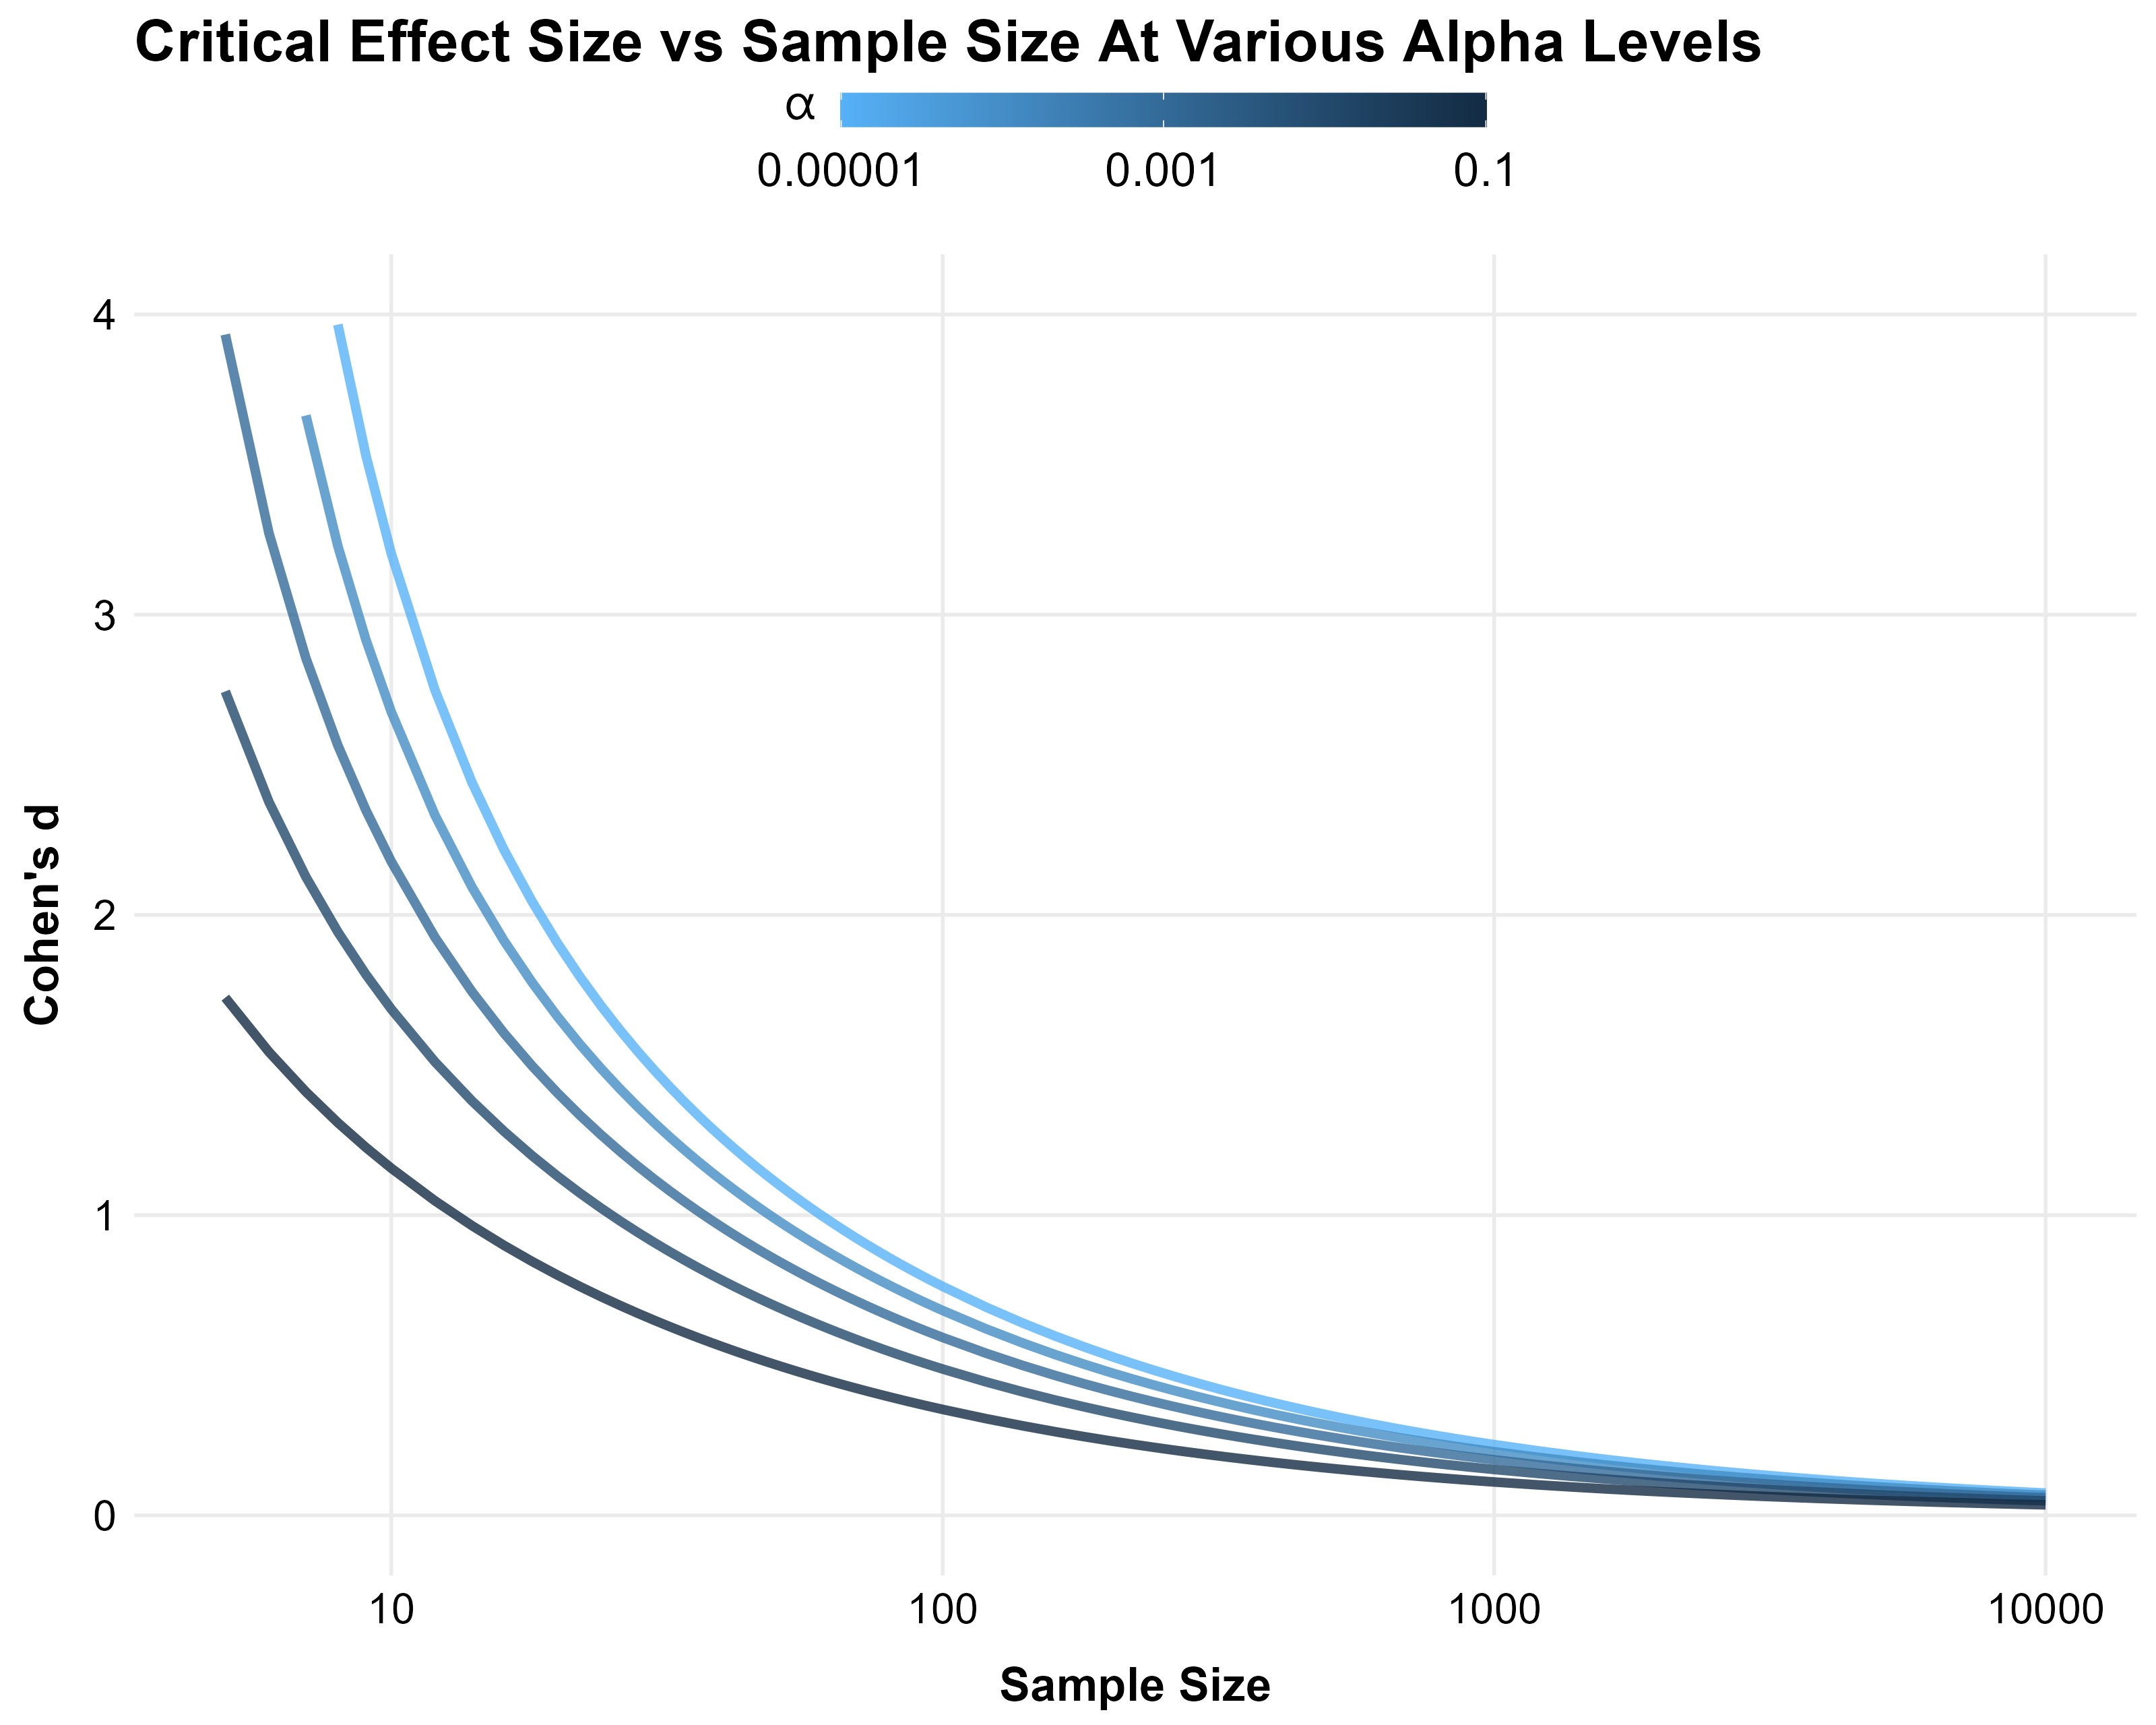 Critical Effect Size vs Sample Size At Various Alpha Levels
α
0.00001 0.001 0.1
4
3
2
1
0
Cohen's d
10 100 1000 10000
Sample Size